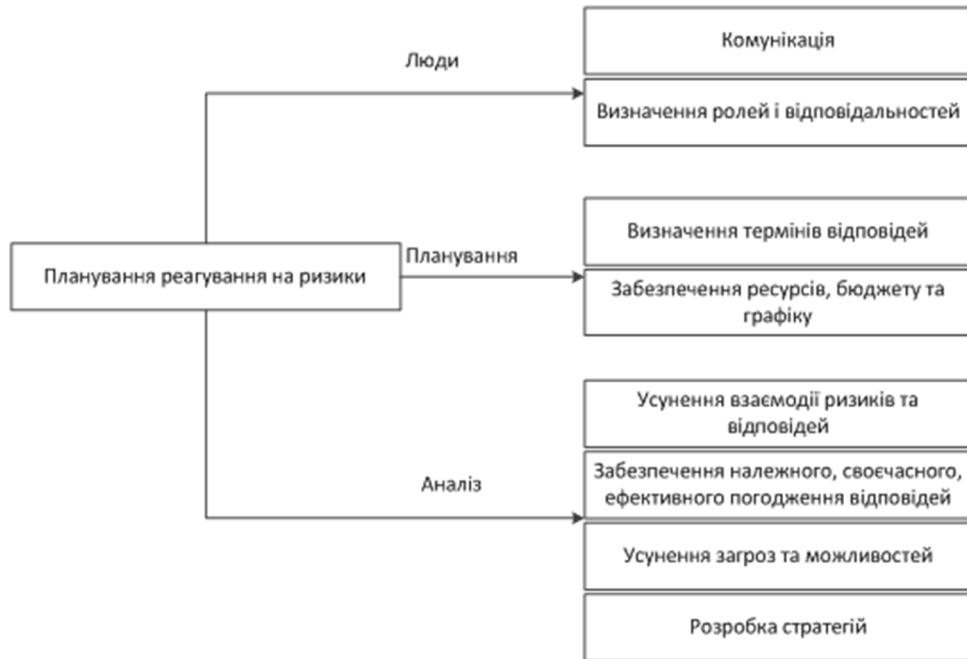 Люди
Комунікація
Визначення ролей і відповідальностей
Планування реагування на ризики
Планування
Визначення термінів відповідей
Забезпечення ресурсів, бюджету та
графіку
Аналіз
Усунення взаємодії ризиків та
відповідей
Забезпечення належного, своєчасного,
ефективного погодження відповідей
Усунення загроз та можливостей
Розробка стратегій